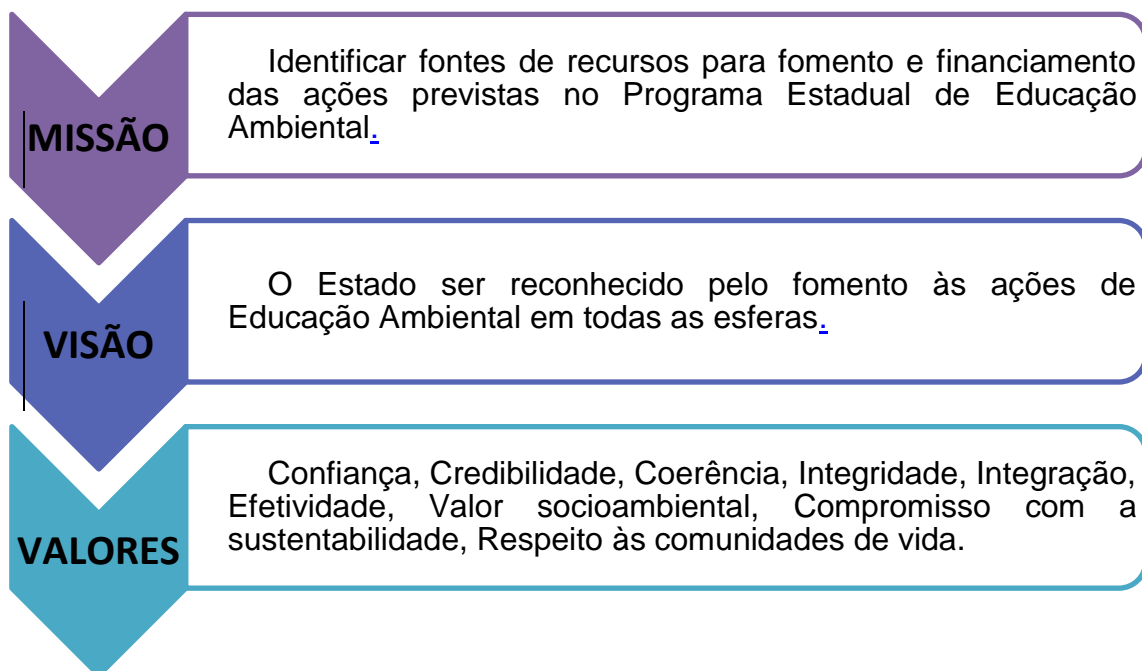 MISSÃO
Identificar fontes de recursos para fomento e financiamento
das ações previstas no Programa Estadual de Educação
Ambiental.
VISÃO
O Estado ser reconhecido pelo fomento às ações de
Educação Ambiental em todas as esferas.
VALORES
Confiança, Credibilidade, Coerência, Integridade, Integração,
Efetividade, Valor socioambiental, Compromisso com a
sustentabilidade, Respeito às comunidades de vida.